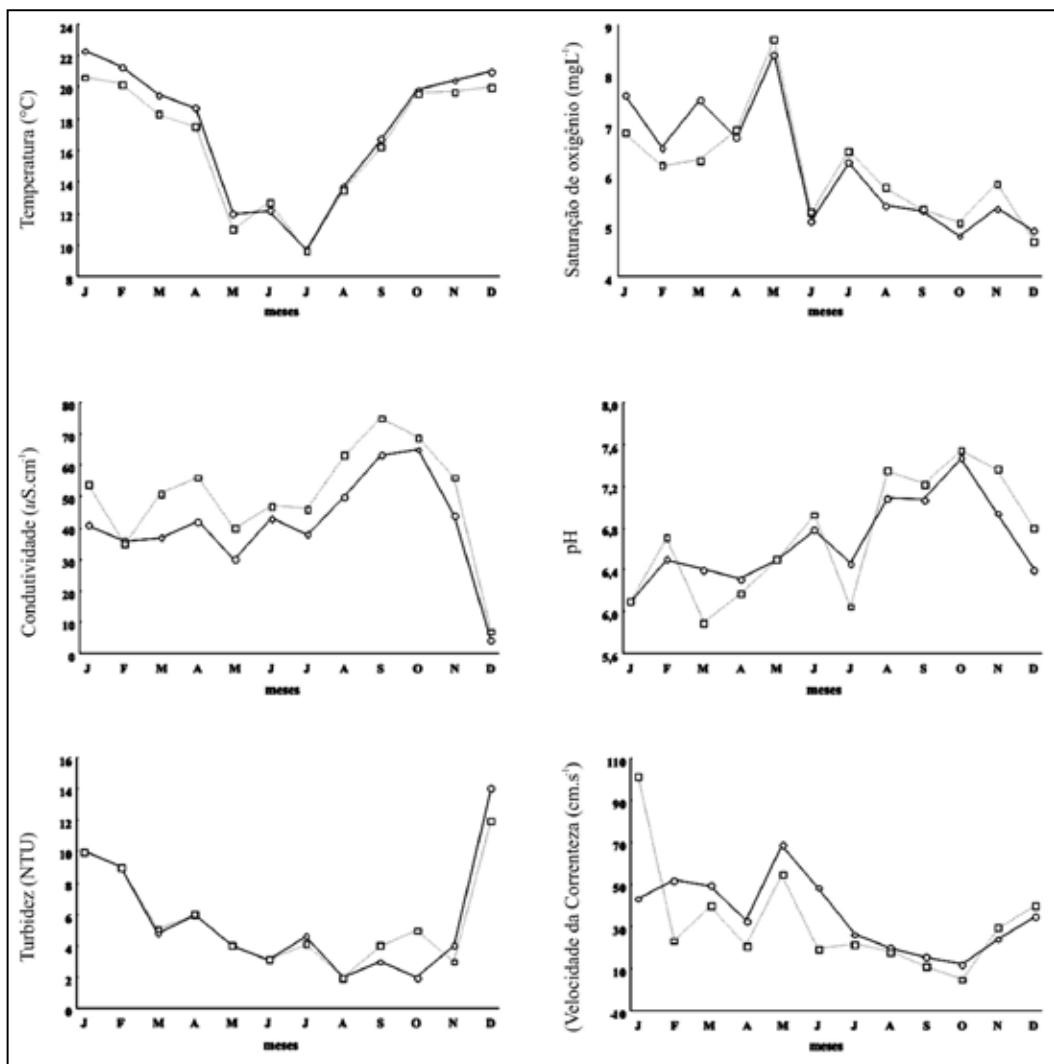 Temperatura (°C)
24
22
20
18
16
14
12
10
8
J F M A M J J A S O N D
meses
Saturação de oxigênio (mgL⁻¹)
9
8
7
6
5
4
J F M A M J J A S O N D
meses
Condutividade (uS.cm⁻¹)
80
70
60
50
40
30
20
10
0
J F M A M J J A S O N D
meses
pH
8,0
7,6
7,2
6,8
6,4
6,0
5,6
J F M A M J J A S O N D
meses
Turbidez (NTU)
16
14
12
10
8
6
4
2
0
J F M A M J J A S O N D
meses
(Velocidade da Correnteza (cm.s⁻¹)
110
90
70
50
30
10
-10
J F M A M J J A S O N D
meses